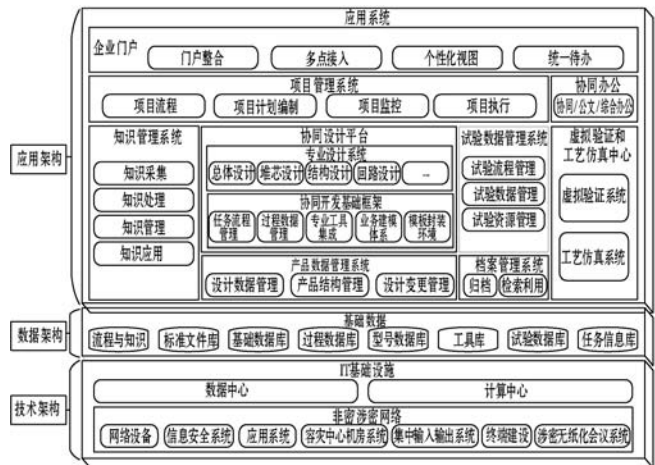 应用系统
企业门户
门户整合
多点接入
个性化视图
统一待办
项目管理系统
项目流程
项目计划编制
项目监控
项目执行
协同办公
协同/公文/综合办公
应用架构
知识管理系统
知识采集
知识处理
知识管理
知识应用
协同设计平台
专业设计系统
总体设计
堆芯设计
结构设计
回路设计
...
协同开发基础框架
任务流程
管理
过程数据
管理
专业工具
集成
业务建模
体系
模板封装
环境
产品数据管理系统
设计数据管理
产品结构管理
设计变更管理
试验数据管理系统
试验流程管理
试验数据管理
试验资源管理
档案管理系统
归档
检索利用
虚拟验证和
工艺仿真中心
虚拟验证系统
工艺仿真系统
数据架构
基础数据
流程与知识
标准文件库
基础数据库
过程数据库
型号数据库
工具库
试验数据库
任务信息库
技术架构
IT基础设施
数据中心
计算中心
非密涉密网络
网络设备
信息安全系统
应用系统
容灾中心机房系统
集中输入输出系统
终端建设
涉密无纸化会议系统